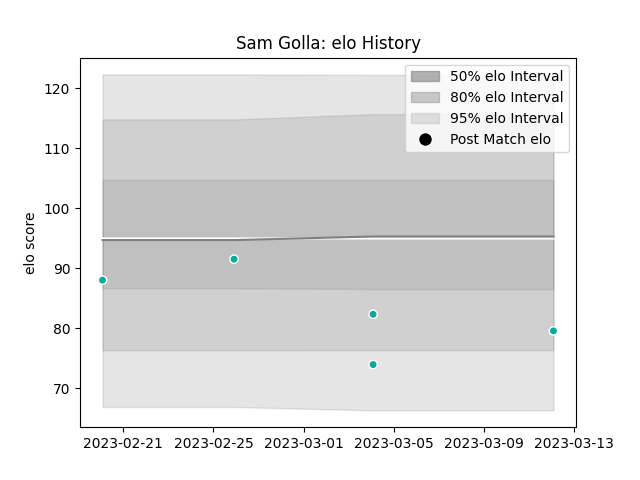 Sam Golla: elo History
50% elo Interval
80% elo Interval
95% elo Interval
Post Match elo
elo score
120
110
100
90
80
70
2023-02-21
2023-02-25
2023-03-01
2023-03-05
2023-03-09
2023-03-13